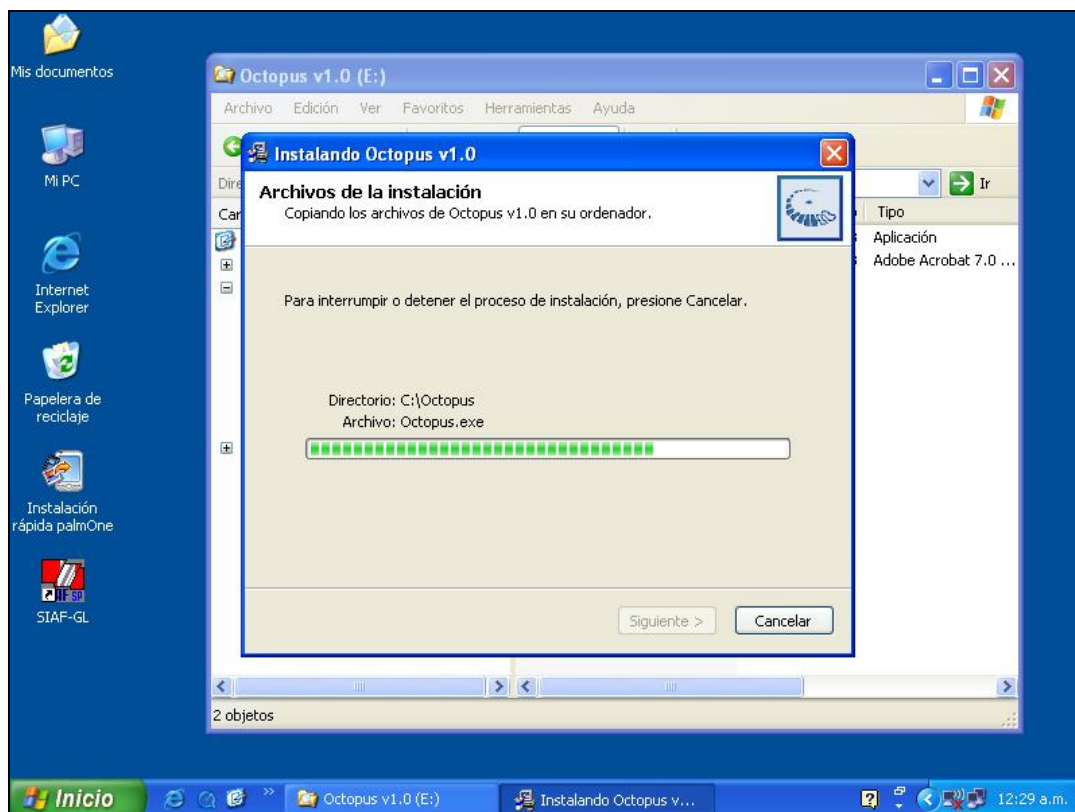 Mis documentos
Mi PC
Internet
Explorer
Papelera de
reciclaje
Instalación
rápida palmOne
SIAF-GL
Octopus v1.0 (E:)
Archivo Edición Ver Favoritos Herramientas Ayuda
Dire
Ir
Car
Tipo
Aplicación
Adobe Acrobat 7.0 ...
Instalando Octopus v1.0
Archivos de la instalación
Copiando los archivos de Octopus v1.0 en su ordenador.
Para interrumpir o detener el proceso de instalación, presione Cancelar.
Directorio: C:\Octopus
Archivo: Octopus.exe
Siguiente >
Cancelar
2 objetos
Inicio
Octopus v1.0 (E:)
Instalando Octopus v...
12:29 a.m.